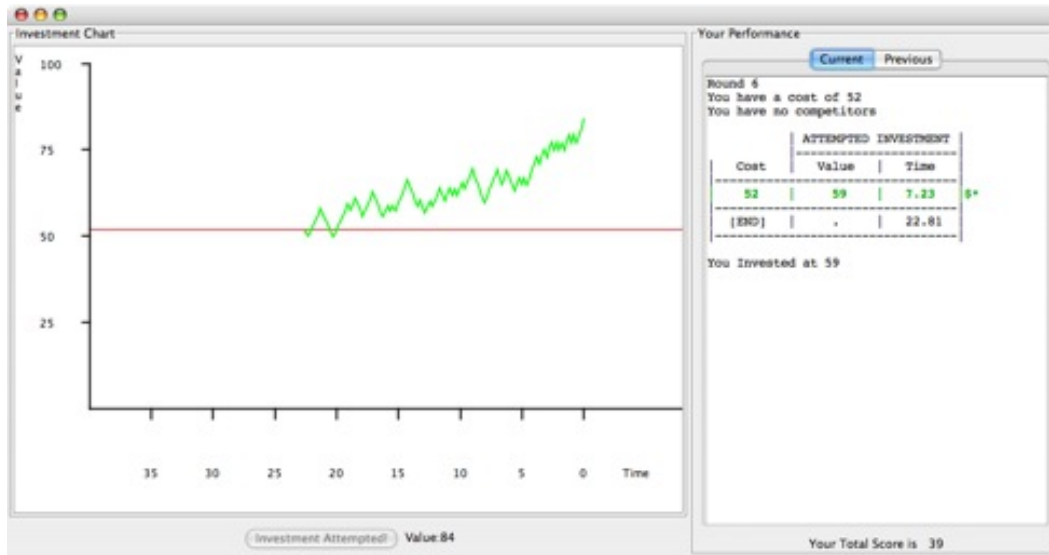 Investment Chart
Value
100
75
50
25
35 30 25 20 15 10 5 0 Time
Investment Attempted! Value:84
Your Performance
Current Previous
Round 6
You have a cost of 52
You have no competitors
ATTEMPTED INVESTMENT
Cost | Value | Time
52 | 59 | 7.23 | $*
[END] | . | 22.81
You Invested at 59
Your Total Score is 39